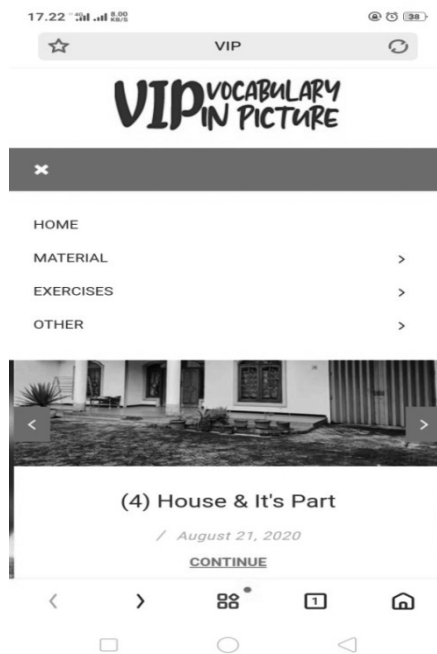 17.22 4G 8.00 KB/S 38
VIP
VIP VOCABULARY
IN PICTURE
HOME
MATERIAL
EXERCISES
OTHER
(4) House & It's Part
/ August 21, 2020
CONTINUE
1